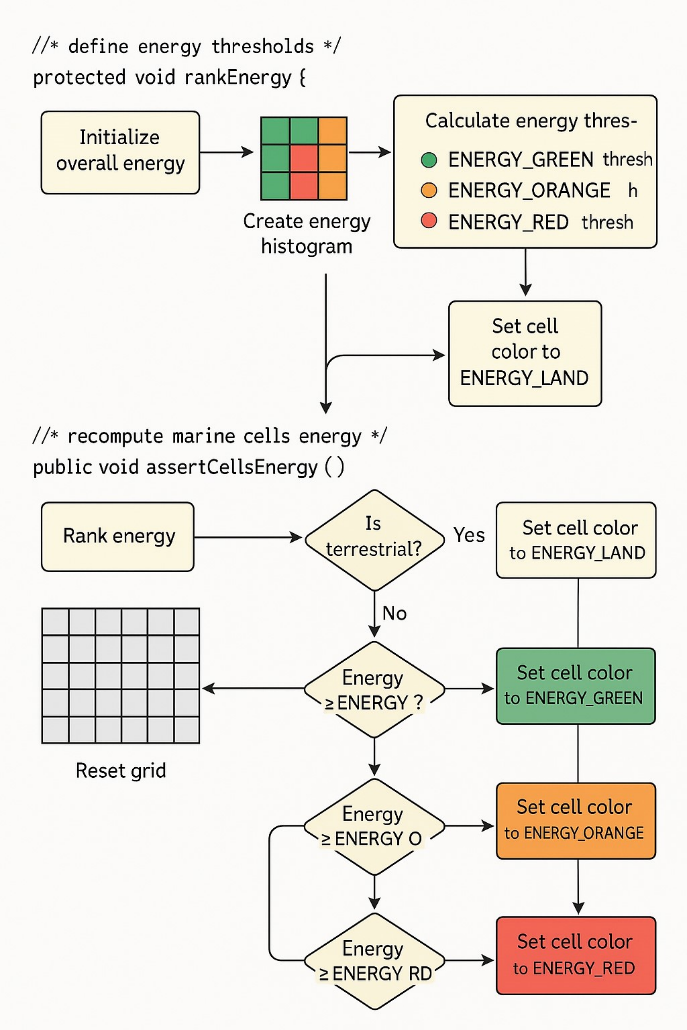 //* define energy thresholds */
protected void rankEnergy {
Initialize
overall energy
Create energy
histogram
Calculate energy thres-
ENERGY_GREEN thresh
ENERGY_ORANGE h
ENERGY_RED thresh
Set cell
color to
ENERGY_LAND
//* recompute marine cells energy */
public void assertCellsEnergy ()
Rank energy
Is
terrestrial?
Yes
Set cell color
to ENERGY_LAND
No
Reset grid
Energy
≥ENERGY ?
Set cell color
to ENERGY_GREEN
Energy
≥ENERGY O
Set cell color
to ENERGY_ORANGE
Energy
≥ENERGY RD
Set cell color
to ENERGY_RED